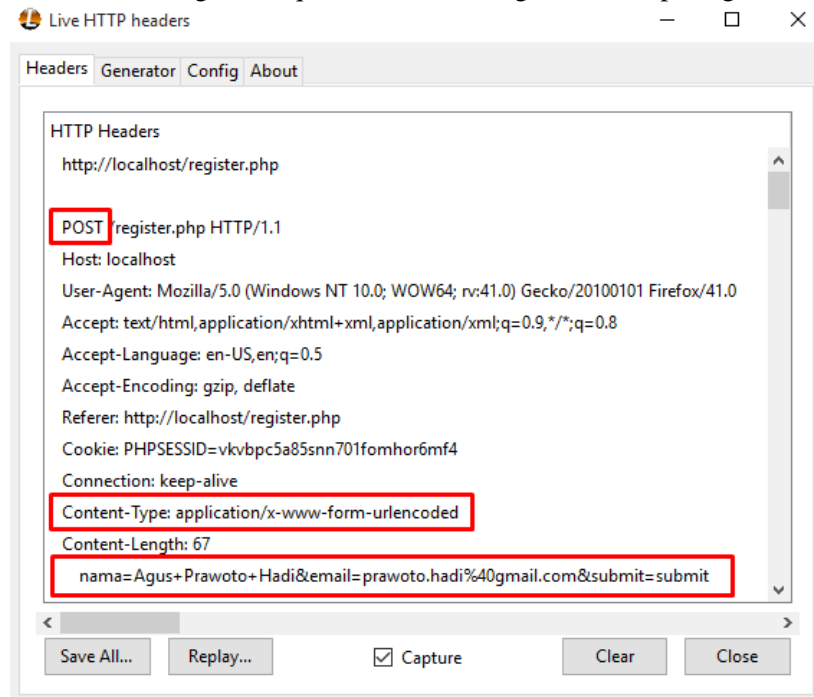 Live HTTP headers
Headers Generator Config About
HTTP Headers
http://localhost/register.php
POST /register.php HTTP/1.1
Host: localhost
User-Agent: Mozilla/5.0 (Windows NT 10.0; WOW64; rv:41.0) Gecko/20100101 Firefox/41.0
Accept: text/html,application/xhtml+xml,application/xml;q=0.9,*/*;q=0.8
Accept-Language: en-US,en;q=0.5
Accept-Encoding: gzip, deflate
Referer: http://localhost/register.php
Cookie: PHPSESSID=vkvbpc5a85snn701fomhor6mf4
Connection: keep-alive
Content-Type: application/x-www-form-urlencoded
Content-Length: 67
nama=Agus+Prawoto+Hadi&email=prawoto.hadi%40gmail.com&submit=submit
Save All... Replay... Capture Clear Close